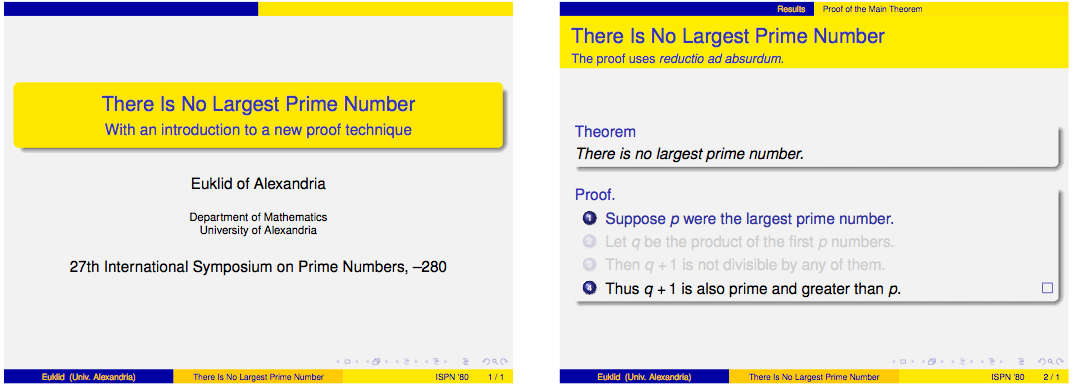 There Is No Largest Prime Number
With an introduction to a new proof technique
Euklid of Alexandria
Department of Mathematics
University of Alexandria
27th International Symposium on Prime Numbers, –280
Euklid (Univ. Alexandria) There Is No Largest Prime Number ISPN '80 1 / 1
Results Proof of the Main Theorem
There Is No Largest Prime Number
The proof uses reductio ad absurdum.
Theorem
There is no largest prime number.
Proof.
1 Suppose p were the largest prime number.
2 Let q be the product of the first p numbers.
3 Then q + 1 is not divisible by any of them.
4 Thus q + 1 is also prime and greater than p.
Euklid (Univ. Alexandria) There Is No Largest Prime Number ISPN '80 2 / 1